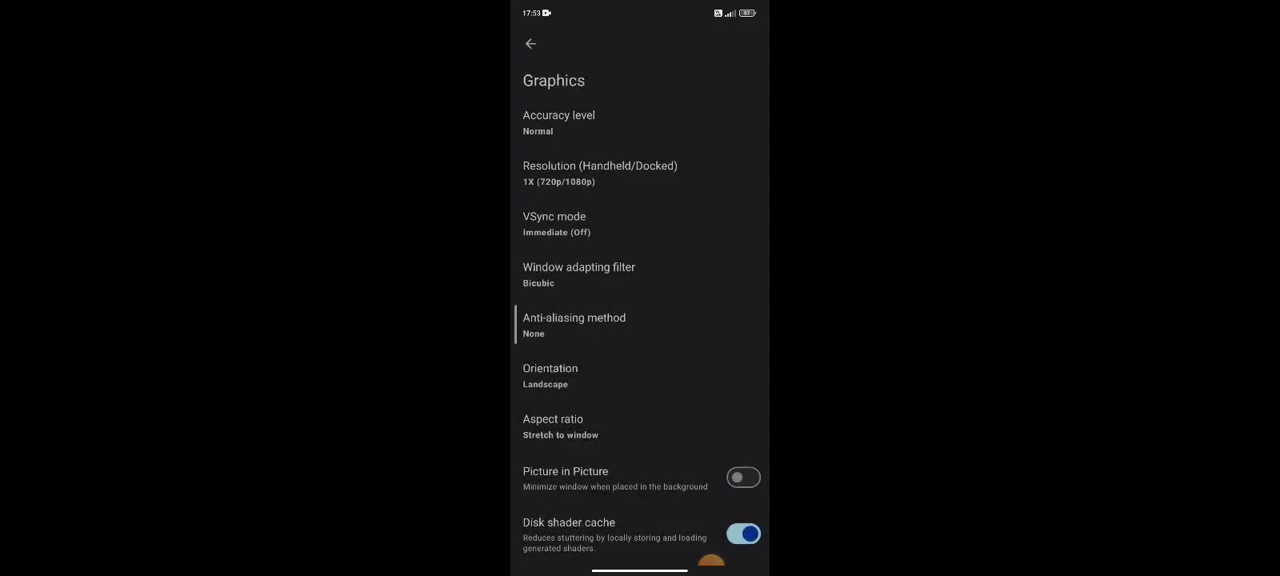 17:53
97
Graphics
Accuracy level
Normal
Resolution (Handheld/Docked)
1X (720p/1080p)
VSync mode
Immediate (Off)
Window adapting filter
Bicubic
Anti-aliasing method
None
Orientation
Landscape
Aspect ratio
Stretch to window
Picture in Picture
Minimize window when placed in the background
Disk shader cache
Reduces stuttering by locally storing and loading
generated shaders.